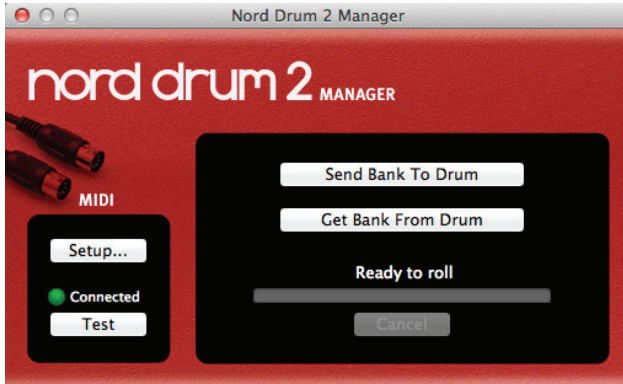 Nord Drum 2 Manager
nord drum 2 MANAGER
MIDI
Setup...
Connected
Test
Send Bank To Drum
Get Bank From Drum
Ready to roll
Cancel